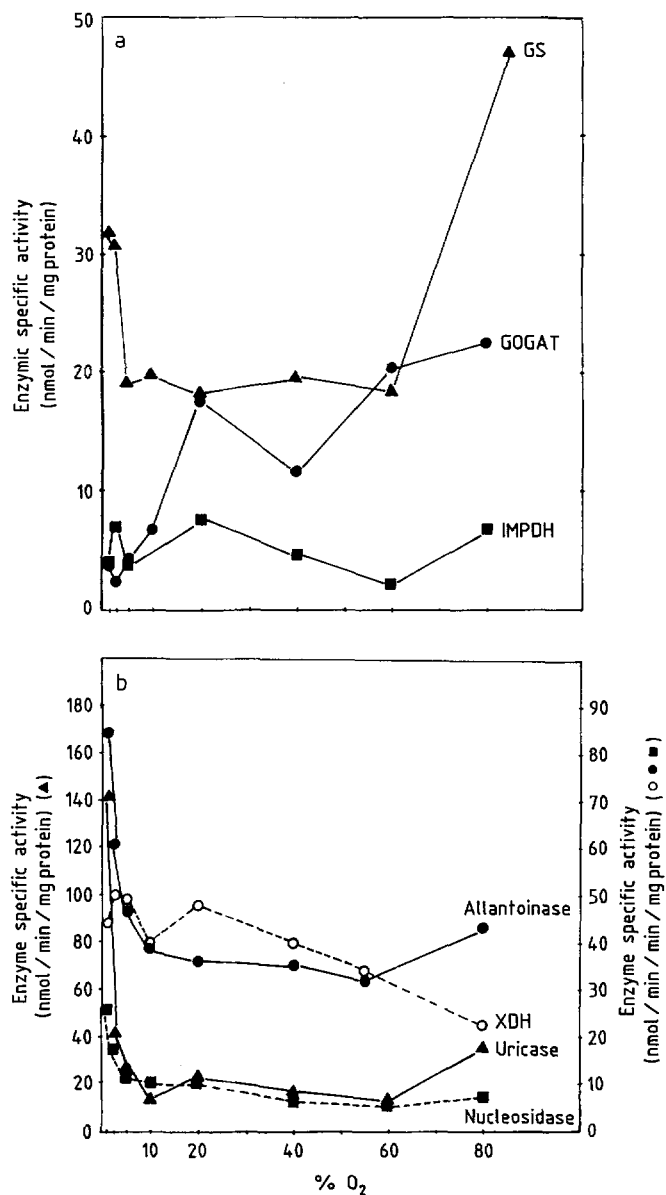 a
50
40
30
20
10
0
Enzymic specific activity
(nmol / min / mg protein)
GS
GOGAT
IMPDH
b
180
160
140
120
100
80
60
40
20
0
Enzyme specific activity
(nmol / min / mg protein) (▲)
90
80
70
60
50
40
30
20
10
0
Enzyme specific activity
(nmol / min / min / mg protein) (○ ● ■)
Allantoinase
XDH
Uricase
Nucleosidase
10 20 40 60 80
% O₂